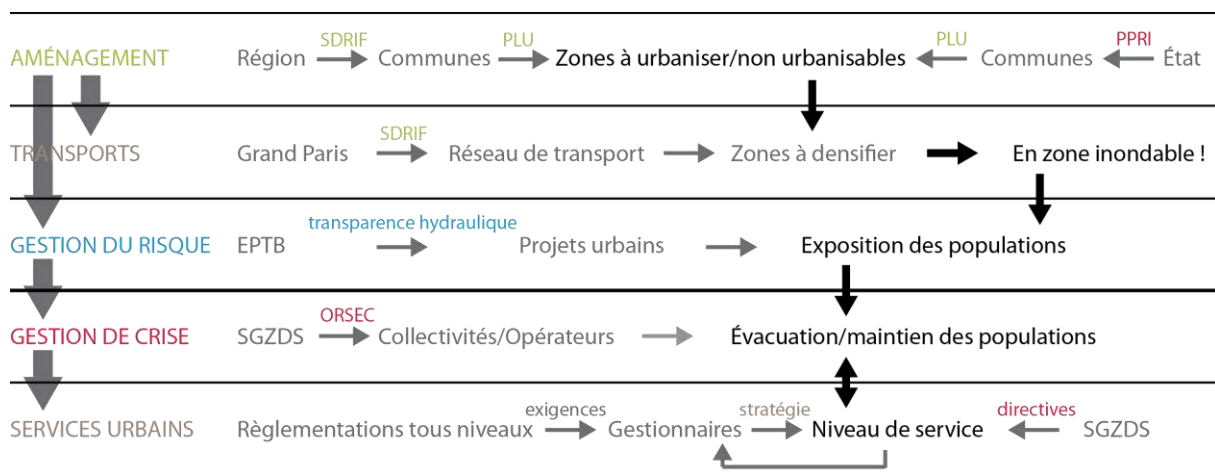 SDRIF PLU PLU PPRI
AMÉNAGEMENT Région Communes Zones à urbaniser/non urbanisables Communes État
SDRIF
TRANSPORTS Grand Paris Réseau de transport Zones à densifier En zone inondable !
transparence hydraulique
GESTION DU RISQUE EPTB Projets urbains Exposition des populations
ORSEC
GESTION DE CRISE SGZDS Collectivités/Opérateurs Évacuation/maintien des populations
exigences stratégie directives
SERVICES URBAINS Règlementations tous niveaux Gestionnaires Niveau de service SGZDS